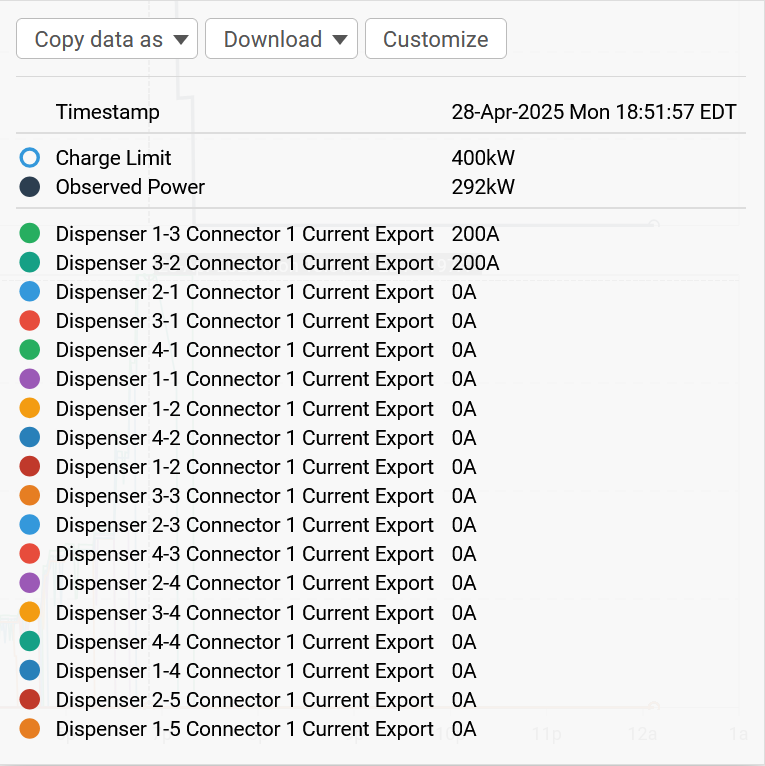 Copy data as
Download
Customize
Timestamp 28-Apr-2025 Mon 18:51:57 EDT
Charge Limit 400kW
Observed Power 292kW
Dispenser 1-3 Connector 1 Current Export 200A
Dispenser 3-2 Connector 1 Current Export 200A
Dispenser 2-1 Connector 1 Current Export 0A
Dispenser 3-1 Connector 1 Current Export 0A
Dispenser 4-1 Connector 1 Current Export 0A
Dispenser 1-1 Connector 1 Current Export 0A
Dispenser 1-2 Connector 1 Current Export 0A
Dispenser 4-2 Connector 1 Current Export 0A
Dispenser 1-2 Connector 1 Current Export 0A
Dispenser 3-3 Connector 1 Current Export 0A
Dispenser 2-3 Connector 1 Current Export 0A
Dispenser 4-3 Connector 1 Current Export 0A
Dispenser 2-4 Connector 1 Current Export 0A
Dispenser 3-4 Connector 1 Current Export 0A
Dispenser 4-4 Connector 1 Current Export 0A
Dispenser 1-4 Connector 1 Current Export 0A
Dispenser 2-5 Connector 1 Current Export 0A
Dispenser 1-5 Connector 1 Current Export 0A
11p 12a 1a